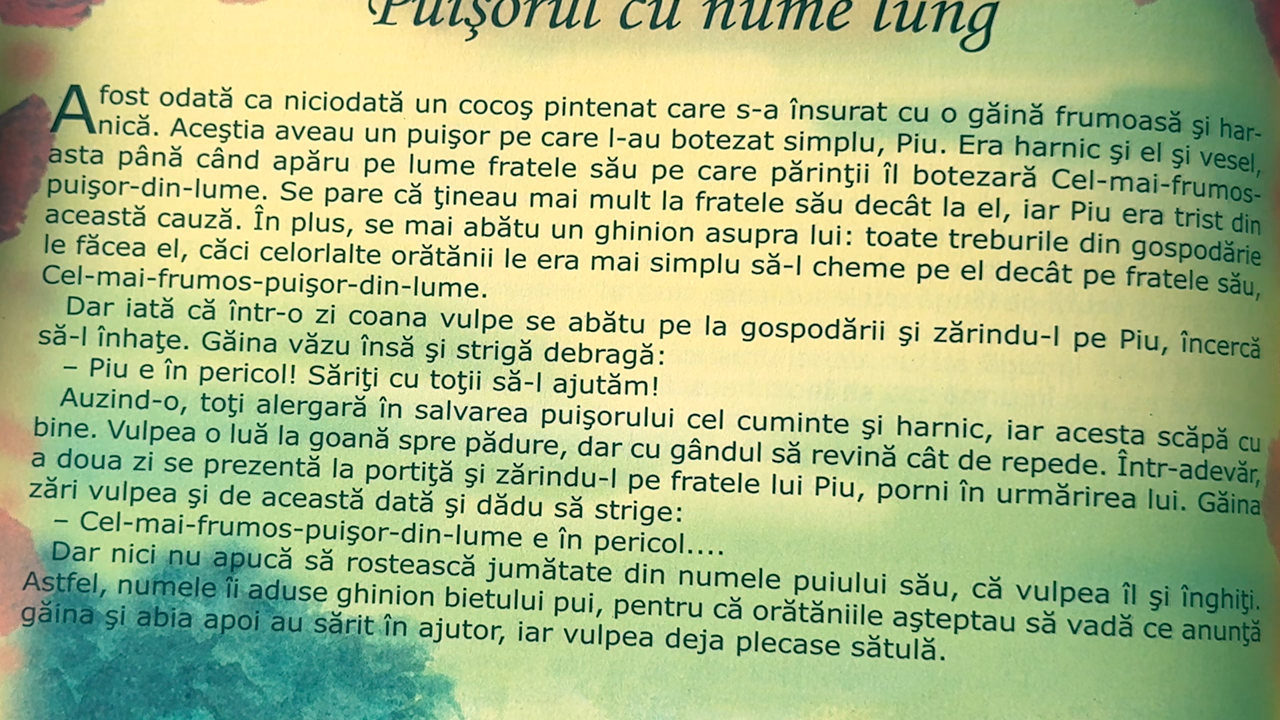 Puişorul cu nume lung
A fost odată ca niciodată un cocoş pintenat care s-a însurat cu o găină frumoasă şi har-
nică. Aceştia aveau un puişor pe care l-au botezat simplu, Piu. Era harnic şi el şi vesel,
asta până când apăru pe lume fratele său pe care părinţii îl botezară Cel-mai-frumos-
puişor-din-lume. Se pare că ţineau mai mult la fratele său decât la el, iar Piu era trist din
această cauză. În plus, se mai abătu un ghinion asupra lui: toate treburile din gospodărie
le făcea el, căci celorlalte orătănii le era mai simplu să-l cheme pe el decât pe fratele său,
Cel-mai-frumos-puişor-din-lume.
Dar iată că într-o zi coana vulpe se abătu pe la gospodării şi zărindu-l pe Piu, încercă
să-l înhaţe. Găina văzu însă şi strigă debragă:
– Piu e în pericol! Săriţi cu toţii să-l ajutăm!
Auzind-o, toţi alergară în salvarea puişorului cel cuminte şi harnic, iar acesta scăpă cu
bine. Vulpea o luă la goană spre pădure, dar cu gândul să revină cât de repede. Într-adevăr,
a doua zi se prezentă la portiţă şi zărindu-l pe fratele lui Piu, porni în urmărirea lui. Găina
zări vulpea şi de această dată şi dădu să strige:
– Cel-mai-frumos-puişor-din-lume e în pericol....
Dar nici nu apucă să rostească jumătate din numele puiului său, că vulpea îl şi înghiţi.
Astfel, numele îi aduse ghinion bietului pui, pentru că orătăniile aşteptau să vadă ce anunţă
găina şi abia apoi au sărit în ajutor, iar vulpea deja plecase sătulă.